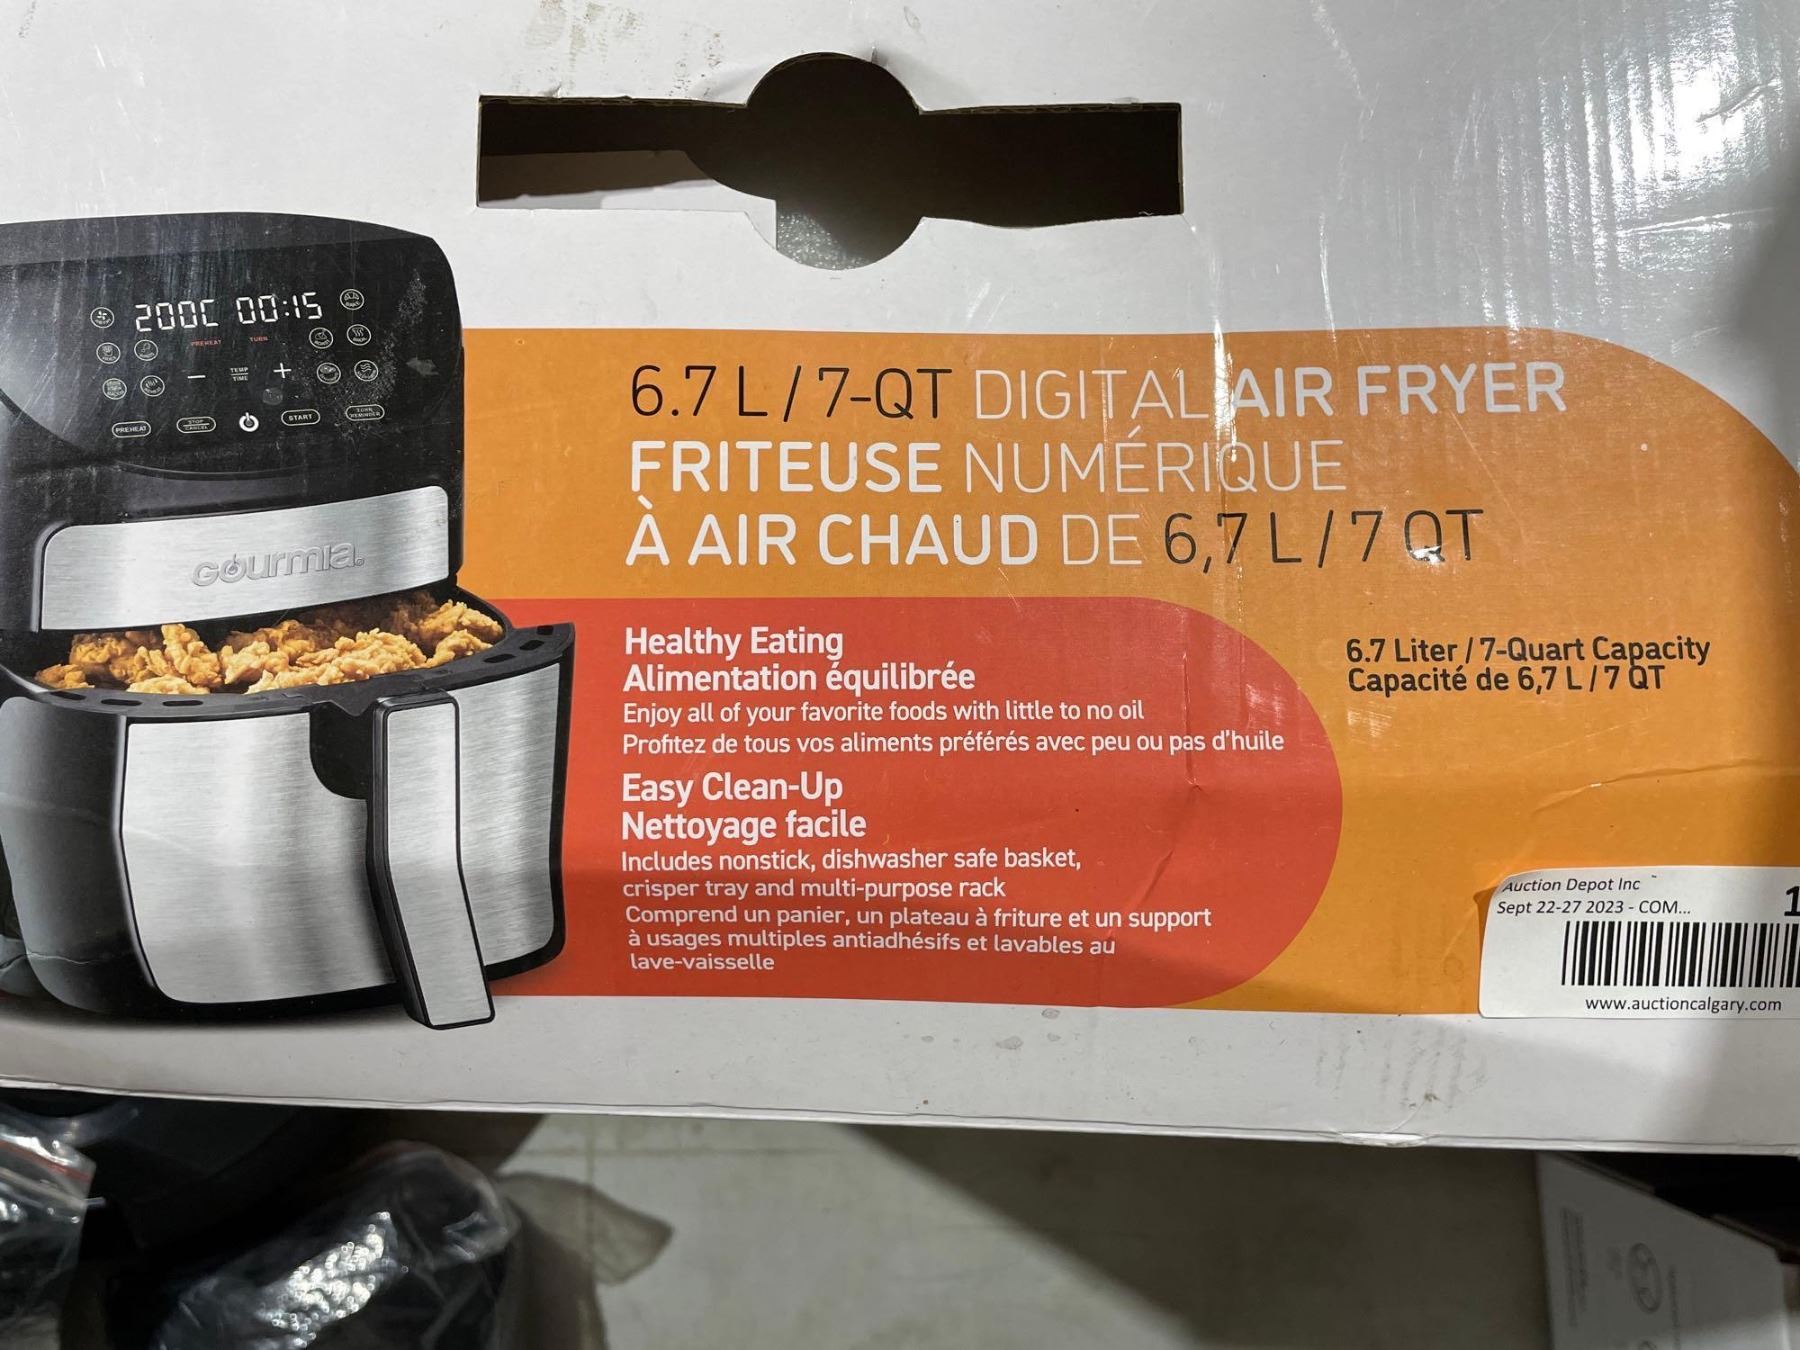 200C 00:15
PREHEAT TURN
TEMP
TIME
PREHEAT
STOP
CANCEL
START
TURN
REMINDER
Gourmia®
6.7 L / 7-QT DIGITAL AIR FRYER
FRITEUSE NUMÉRIQUE
À AIR CHAUD DE 6,7 L / 7 QT
Healthy Eating
Alimentation équilibrée
Enjoy all of your favorite foods with little to no oil
Profitez de tous vos aliments préférés avec peu ou pas d'huile
Easy Clean-Up
Nettoyage facile
Includes nonstick, dishwasher safe basket,
crisper tray and multi-purpose rack
Comprend un panier, un plateau à friture et un support
à usages multiples antiadhésifs et lavables au
lave-vaisselle
6.7 Liter / 7-Quart Capacity
Capacité de 6,7 L / 7 QT
Auction Depot Inc
Sept 22-27 2023 - COM...
1
www.auctioncalgary.com